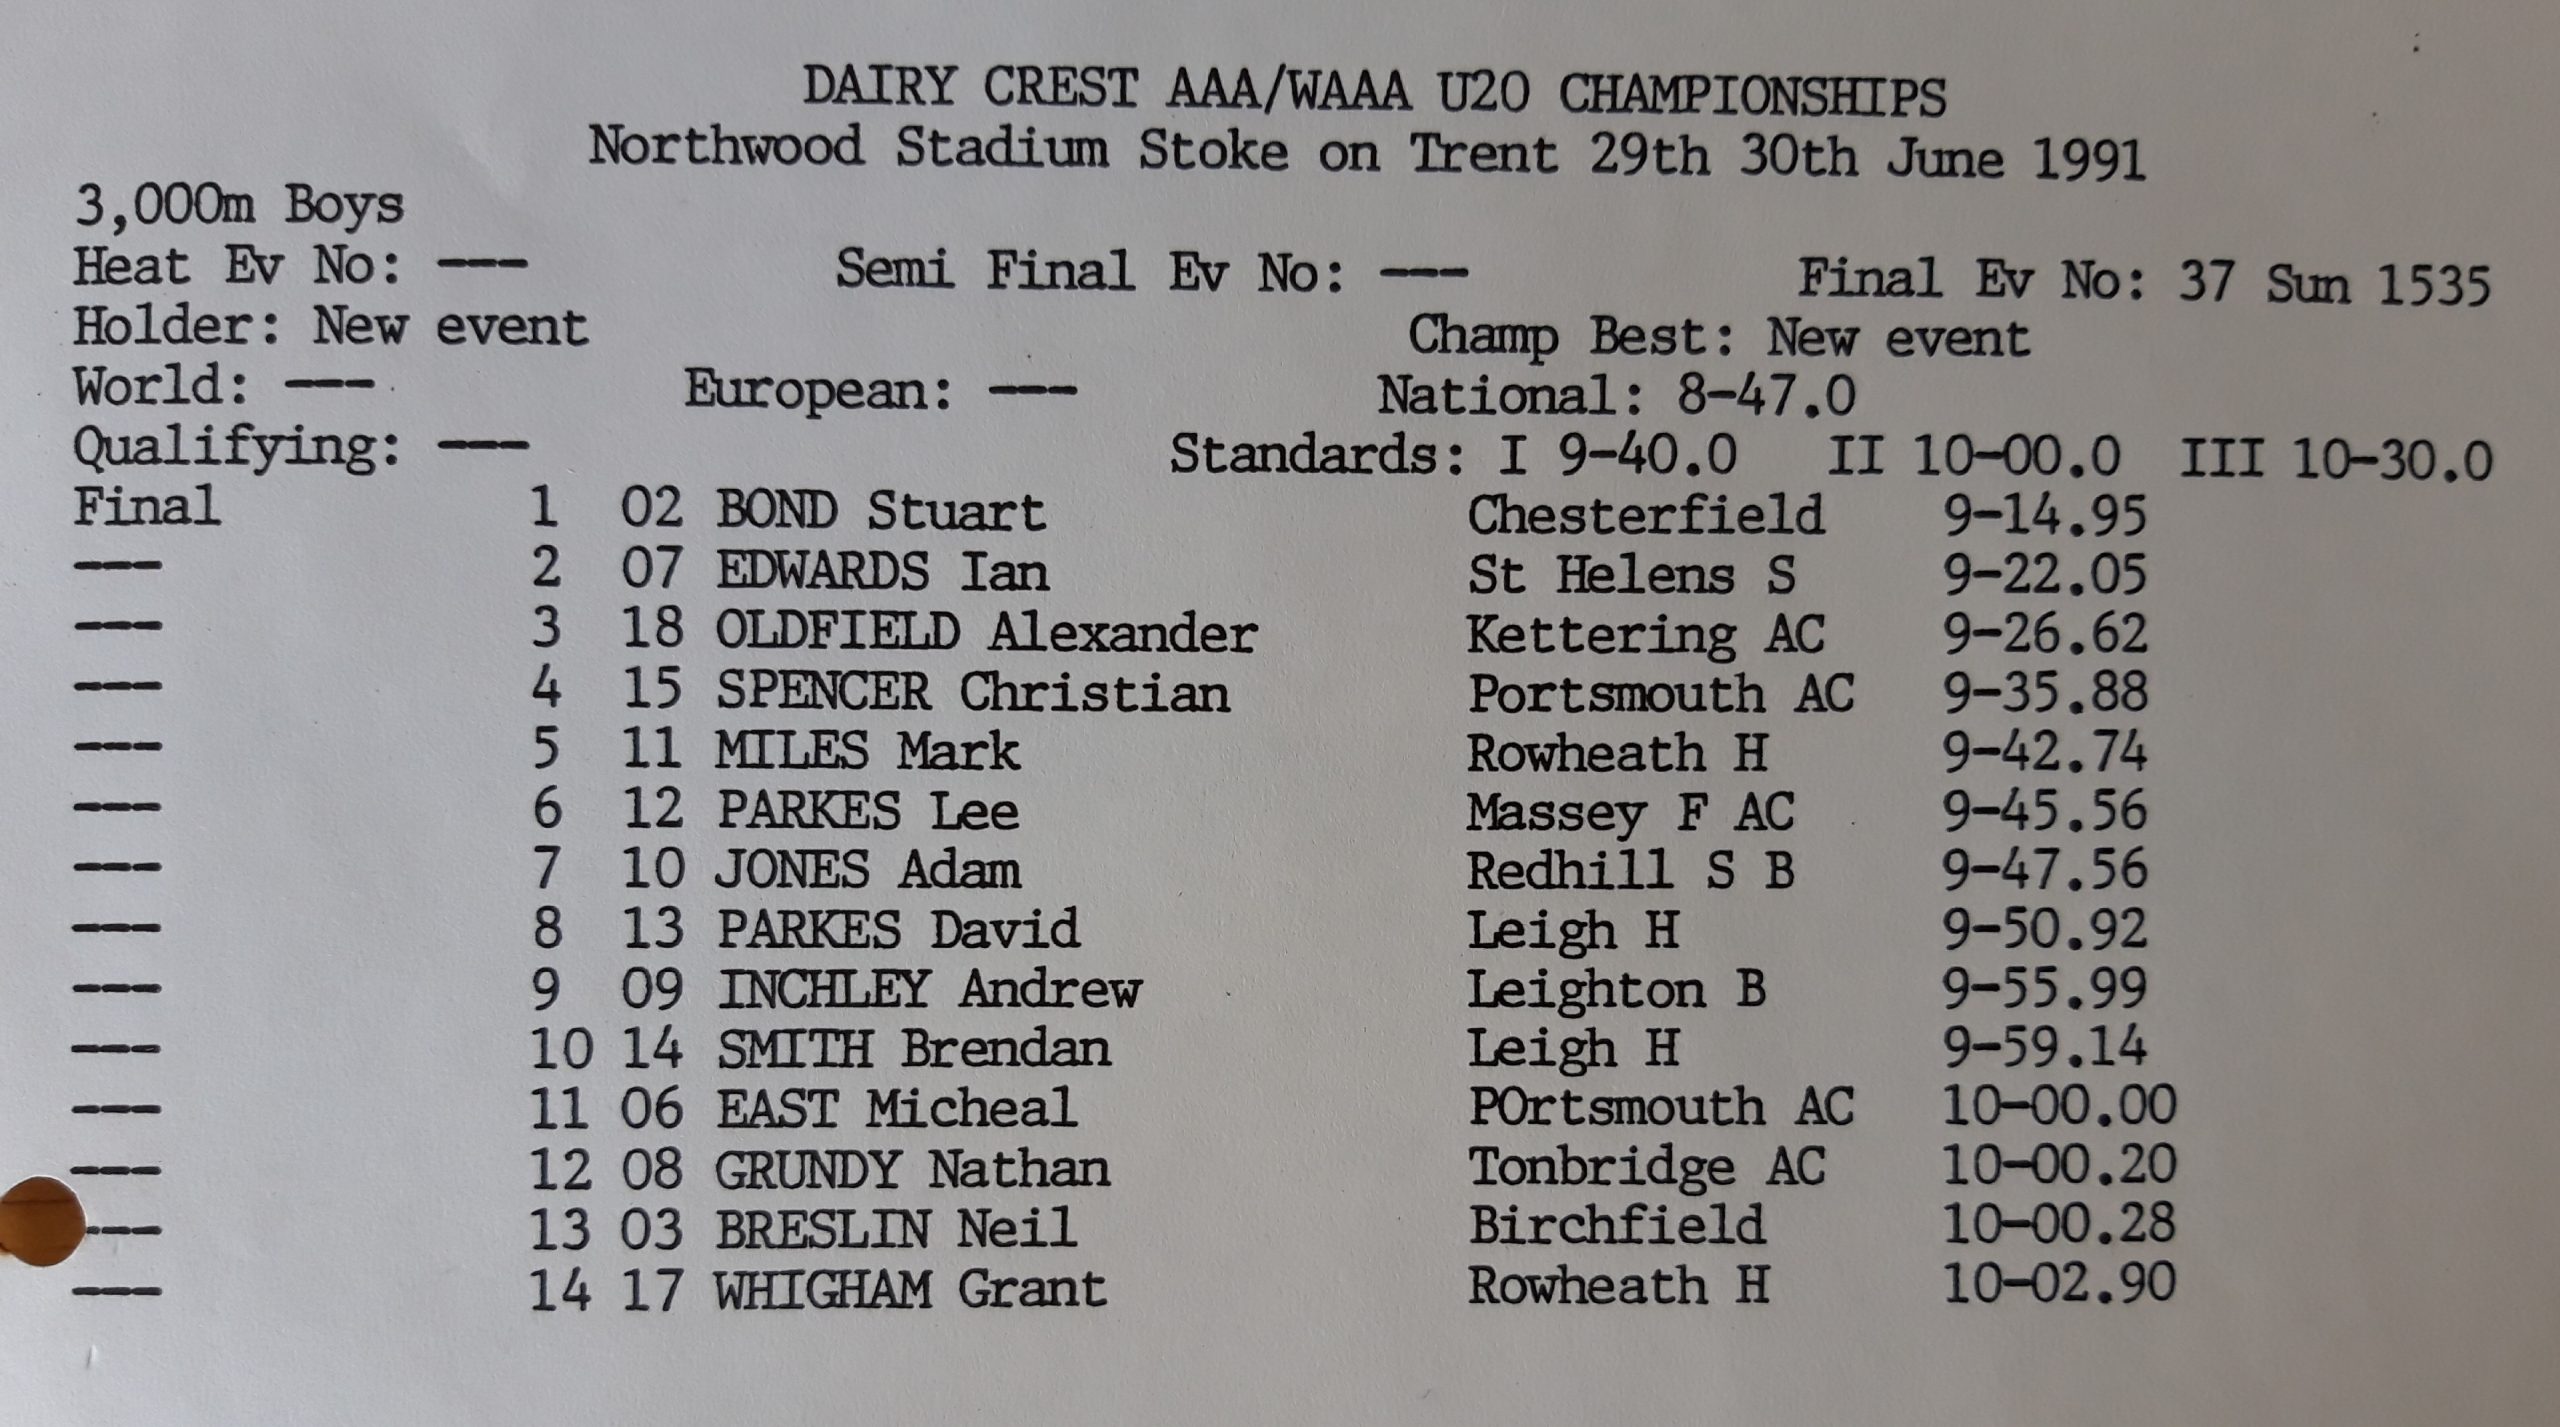 DAIRY CREST AAA/WAAA U20 CHAMPIONSHIPS
Northwood Stadium Stoke on Trent 29th 30th June 1991
3,000m Boys
Heat Ev No: --- Semi Final Ev No: --- Final Ev No: 37 Sun 1535
Holder: New event Champ Best: New event
World: --- European: --- National: 8-47.0
Qualifying: --- Standards: I 9-40.0 II 10-00.0 III 10-30.0
Final 1 02 BOND Stuart Chesterfield 9-14.95
--- 2 07 EDWARDS Ian St Helens S 9-22.05
--- 3 18 OLDFIELD Alexander Kettering AC 9-26.62
--- 4 15 SPENCER Christian Portsmouth AC 9-35.88
--- 5 11 MILES Mark Rowheath H 9-42.74
--- 6 12 PARKES Lee Massey F AC 9-45.56
--- 7 10 JONES Adam Redhill S B 9-47.56
--- 8 13 PARKES David Leigh H 9-50.92
--- 9 09 INCHLEY Andrew Leighton B 9-55.99
--- 10 14 SMITH Brendan Leigh H 9-59.14
--- 11 06 EAST Micheal POrtsmouth AC 10-00.00
--- 12 08 GRUNDY Nathan Tonbridge AC 10-00.20
--- 13 03 BRESLIN Neil Birchfield 10-00.28
--- 14 17 WHIGHAM Grant Rowheath H 10-02.90